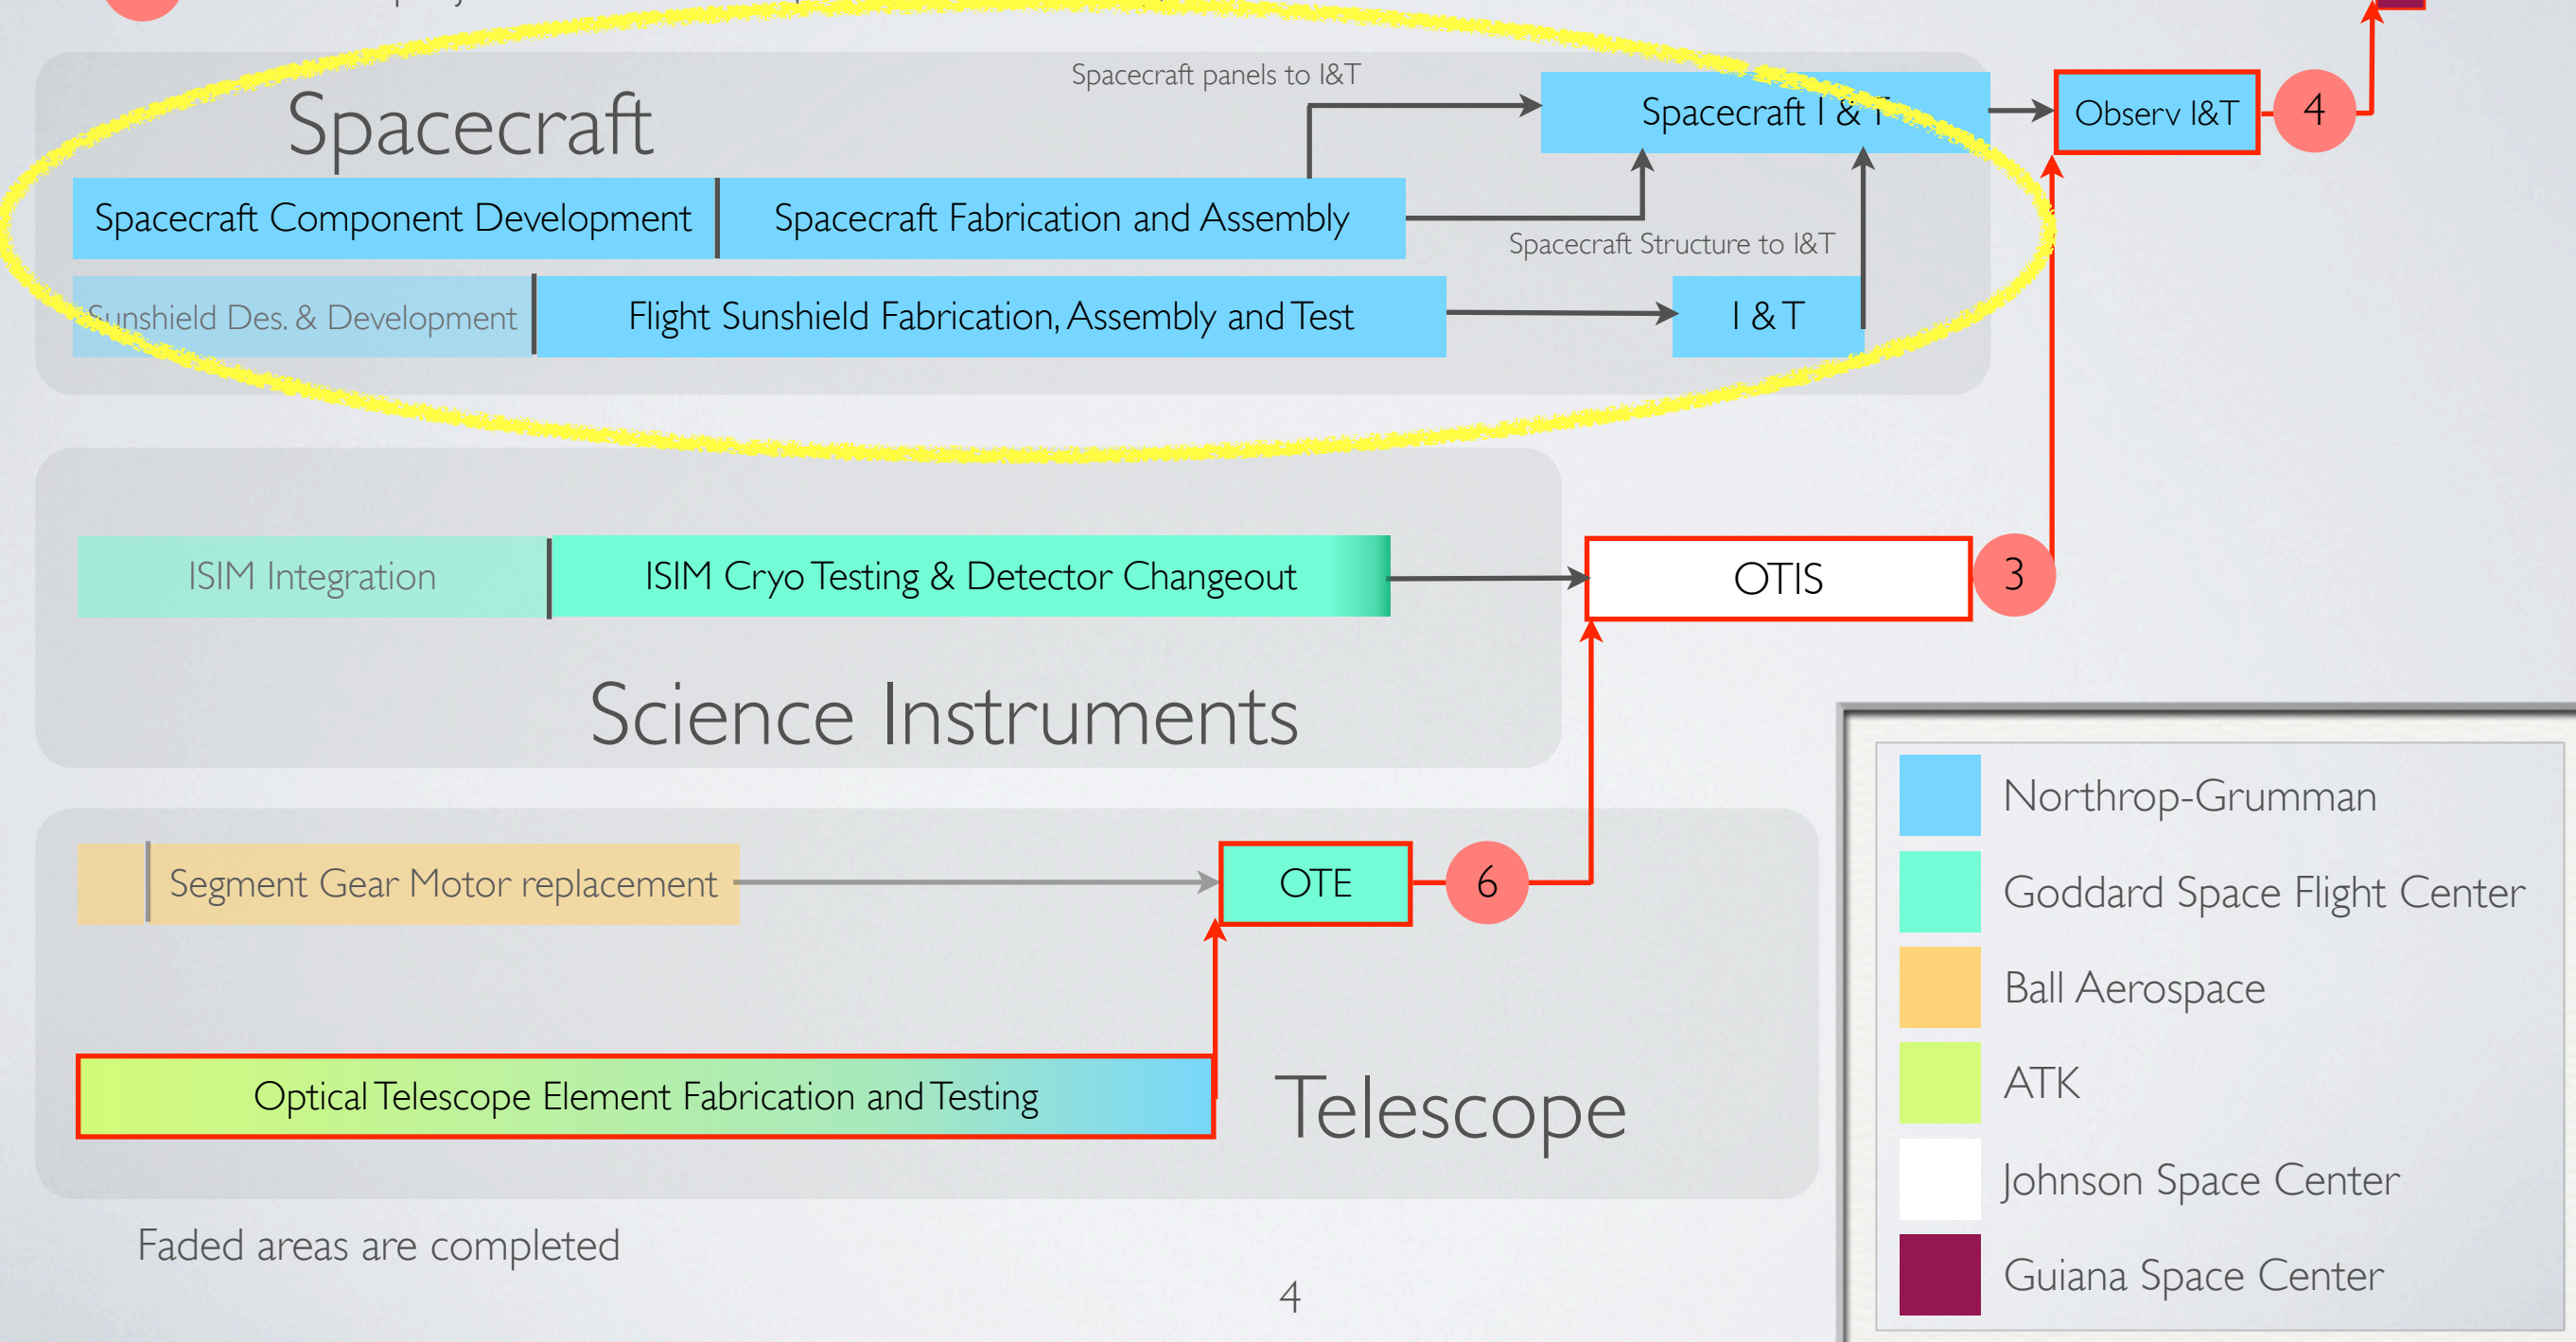 Spacecraft panels to I&T
Spacecraft
Spacecraft I & T
Observ I&T
4
Spacecraft Component Development
Spacecraft Fabrication and Assembly
Spacecraft Structure to I&T
Sunshield Des. & Development
Flight Sunshield Fabrication, Assembly and Test
I & T
ISIM Integration
ISIM Cryo Testing & Detector Changeout
OTIS
3
Science Instruments
Segment Gear Motor replacement
OTE
6
Optical Telescope Element Fabrication and Testing
Telescope
Northrop-Grumman
Goddard Space Flight Center
Ball Aerospace
ATK
Johnson Space Center
Guiana Space Center
Faded areas are completed
4